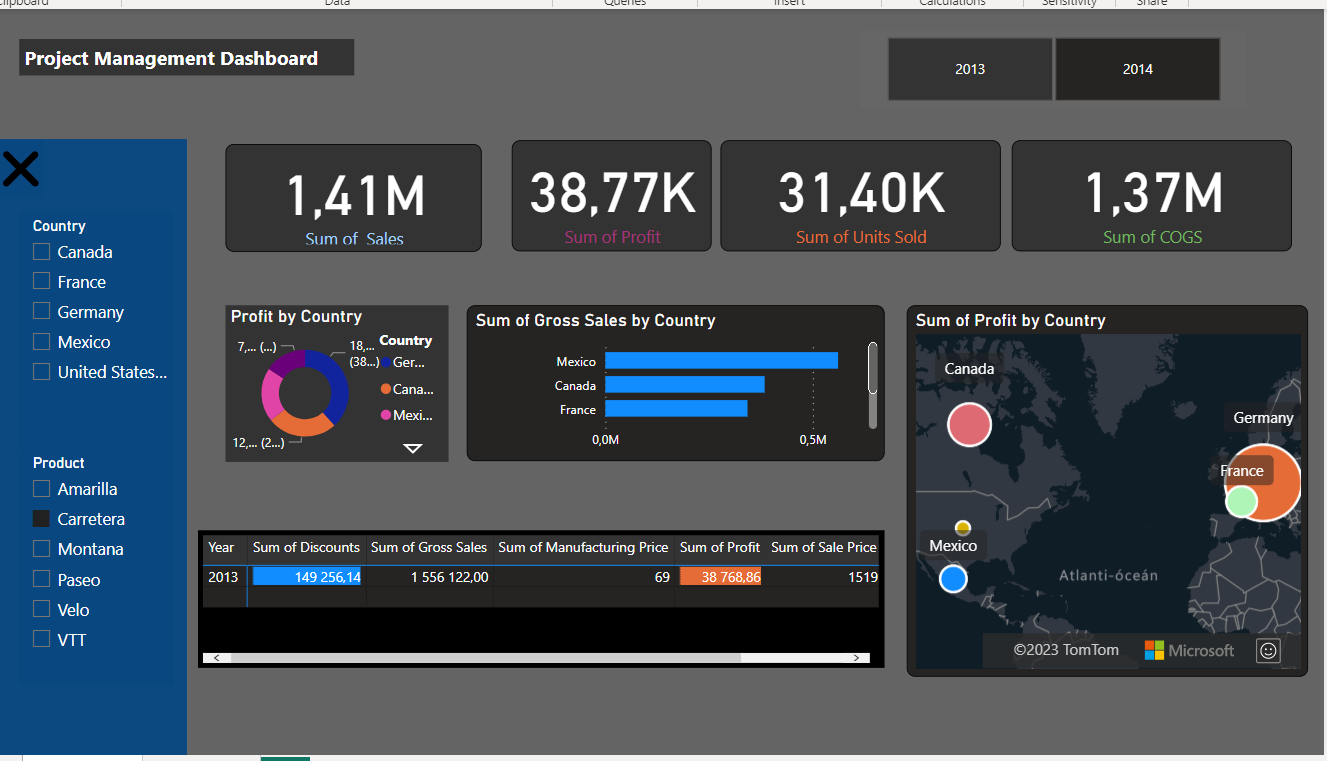 Clipboard
Data
Queries
Insert
Calculations
Sensitivity
Share
Project Management Dashboard
2013
2014
Country
Canada
France
Germany
Mexico
United States...
Product
Amarilla
Carretera
Montana
Paseo
Velo
VTT
1,41M
Sum of  Sales
38,77K
Sum of Profit
31,40K
Sum of Units Sold
1,37M
Sum of COGS
Profit by Country
7,... (...)
18,...
(38...)
12,... (2...)
Country
Ger...
Cana...
Mexi...
Sum of Gross Sales by Country
Mexico
Canada
France
0,0M
0,5M
Sum of Profit by Country
Canada
Germany
France
Mexico
Atlanti-óceán
©2023 TomTom
Microsoft
Year Sum of Discounts Sum of Gross Sales Sum of Manufacturing Price Sum of Profit Sum of Sale Price
2013 149 256,14 1 556 122,00 69 38 768,86 1519